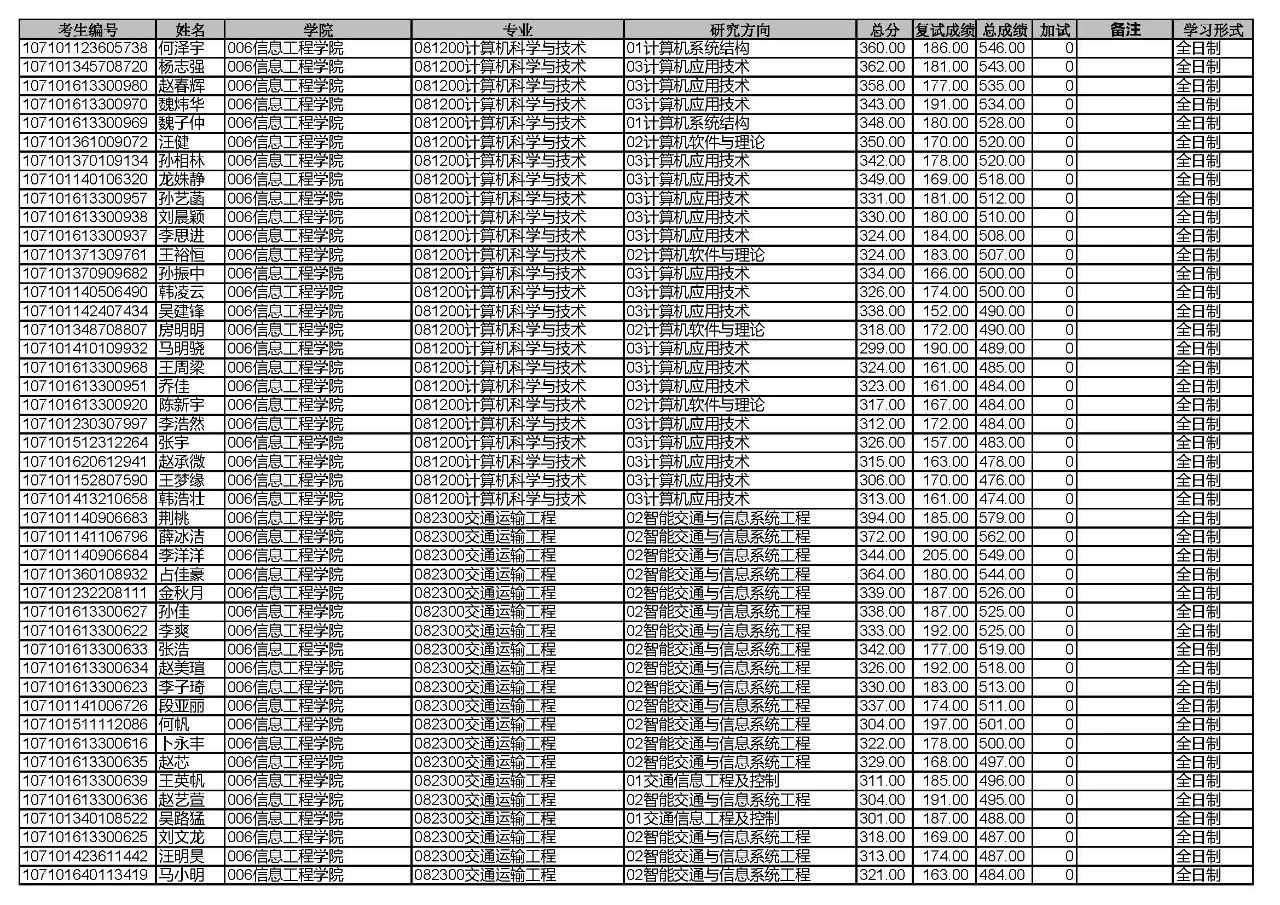 考生编号 姓名 学院 专业 研究方向 总分 复试成绩 总成绩 加试 备注 学习形式
107101123605738 何泽宇 006信息工程学院 081200计算机科学与技术 01计算机系统结构 360.00 186.00 546.00 0 全日制
107101345708720 杨志强 006信息工程学院 081200计算机科学与技术 03计算机应用技术 362.00 181.00 543.00 0 全日制
107101613300980 赵春辉 006信息工程学院 081200计算机科学与技术 03计算机应用技术 358.00 177.00 535.00 0 全日制
107101613300970 魏炜华 006信息工程学院 081200计算机科学与技术 03计算机应用技术 343.00 191.00 534.00 0 全日制
107101613300969 魏子仲 006信息工程学院 081200计算机科学与技术 01计算机系统结构 348.00 180.00 528.00 0 全日制
107101361009072 汪健 006信息工程学院 081200计算机科学与技术 02计算机软件与理论 350.00 170.00 520.00 0 全日制
107101370109134 孙相林 006信息工程学院 081200计算机科学与技术 03计算机应用技术 342.00 178.00 520.00 0 全日制
107101140106320 龙姝静 006信息工程学院 081200计算机科学与技术 03计算机应用技术 349.00 169.00 518.00 0 全日制
107101613300957 孙艺菡 006信息工程学院 081200计算机科学与技术 03计算机应用技术 331.00 181.00 512.00 0 全日制
107101613300938 刘晨颖 006信息工程学院 081200计算机科学与技术 03计算机应用技术 330.00 180.00 510.00 0 全日制
107101613300937 李思进 006信息工程学院 081200计算机科学与技术 03计算机应用技术 324.00 184.00 508.00 0 全日制
107101371309761 王裕恒 006信息工程学院 081200计算机科学与技术 02计算机软件与理论 324.00 183.00 507.00 0 全日制
107101370909682 孙振中 006信息工程学院 081200计算机科学与技术 03计算机应用技术 334.00 166.00 500.00 0 全日制
107101140506490 韩凌云 006信息工程学院 081200计算机科学与技术 03计算机应用技术 326.00 174.00 500.00 0 全日制
107101142407434 吴建锋 006信息工程学院 081200计算机科学与技术 03计算机应用技术 338.00 152.00 490.00 0 全日制
107101348708807 房明明 006信息工程学院 081200计算机科学与技术 02计算机软件与理论 318.00 172.00 490.00 0 全日制
107101410109932 马明骁 006信息工程学院 081200计算机科学与技术 03计算机应用技术 299.00 190.00 489.00 0 全日制
107101613300968 王周梁 006信息工程学院 081200计算机科学与技术 03计算机应用技术 324.00 161.00 485.00 0 全日制
107101613300951 乔佳 006信息工程学院 081200计算机科学与技术 03计算机应用技术 323.00 161.00 484.00 0 全日制
107101613300920 陈新宇 006信息工程学院 081200计算机科学与技术 02计算机软件与理论 317.00 167.00 484.00 0 全日制
107101230307997 李浩然 006信息工程学院 081200计算机科学与技术 03计算机应用技术 312.00 172.00 484.00 0 全日制
107101512312264 张宇 006信息工程学院 081200计算机科学与技术 03计算机应用技术 326.00 157.00 483.00 0 全日制
107101620612941 赵承微 006信息工程学院 081200计算机科学与技术 03计算机应用技术 315.00 163.00 478.00 0 全日制
107101152807590 王梦缘 006信息工程学院 081200计算机科学与技术 03计算机应用技术 306.00 170.00 476.00 0 全日制
107101413210658 韩浩壮 006信息工程学院 081200计算机科学与技术 03计算机应用技术 313.00 161.00 474.00 0 全日制
107101140906683 荆桃 006信息工程学院 082300交通运输工程 02智能交通与信息系统工程 394.00 185.00 579.00 0 全日制
107101141106796 薛冰洁 006信息工程学院 082300交通运输工程 02智能交通与信息系统工程 372.00 190.00 562.00 0 全日制
107101140906684 李洋洋 006信息工程学院 082300交通运输工程 02智能交通与信息系统工程 344.00 205.00 549.00 0 全日制
107101360108932 占佳豪 006信息工程学院 082300交通运输工程 02智能交通与信息系统工程 364.00 180.00 544.00 0 全日制
107101232208111 金秋月 006信息工程学院 082300交通运输工程 02智能交通与信息系统工程 339.00 187.00 526.00 0 全日制
107101613300627 孙佳 006信息工程学院 082300交通运输工程 02智能交通与信息系统工程 338.00 187.00 525.00 0 全日制
107101613300622 李爽 006信息工程学院 082300交通运输工程 02智能交通与信息系统工程 333.00 192.00 525.00 0 全日制
107101613300633 张浩 006信息工程学院 082300交通运输工程 02智能交通与信息系统工程 342.00 177.00 519.00 0 全日制
107101613300634 赵美瑄 006信息工程学院 082300交通运输工程 02智能交通与信息系统工程 326.00 192.00 518.00 0 全日制
107101613300623 李子琦 006信息工程学院 082300交通运输工程 02智能交通与信息系统工程 330.00 183.00 513.00 0 全日制
107101141006726 段亚丽 006信息工程学院 082300交通运输工程 02智能交通与信息系统工程 337.00 174.00 511.00 0 全日制
107101511112086 何帆 006信息工程学院 082300交通运输工程 02智能交通与信息系统工程 304.00 197.00 501.00 0 全日制
107101613300616 卜永丰 006信息工程学院 082300交通运输工程 02智能交通与信息系统工程 322.00 178.00 500.00 0 全日制
107101613300635 赵芯 006信息工程学院 082300交通运输工程 02智能交通与信息系统工程 329.00 168.00 497.00 0 全日制
107101613300639 王英帆 006信息工程学院 082300交通运输工程 01交通信息工程及控制 311.00 185.00 496.00 0 全日制
107101613300636 赵艺萱 006信息工程学院 082300交通运输工程 02智能交通与信息系统工程 304.00 191.00 495.00 0 全日制
107101340108522 吴路猛 006信息工程学院 082300交通运输工程 01交通信息工程及控制 301.00 187.00 488.00 0 全日制
107101613300625 刘文龙 006信息工程学院 082300交通运输工程 02智能交通与信息系统工程 318.00 169.00 487.00 0 全日制
107101423611442 汪明昊 006信息工程学院 082300交通运输工程 02智能交通与信息系统工程 313.00 174.00 487.00 0 全日制
107101640113419 马小明 006信息工程学院 082300交通运输工程 02智能交通与信息系统工程 321.00 163.00 484.00 0 全日制